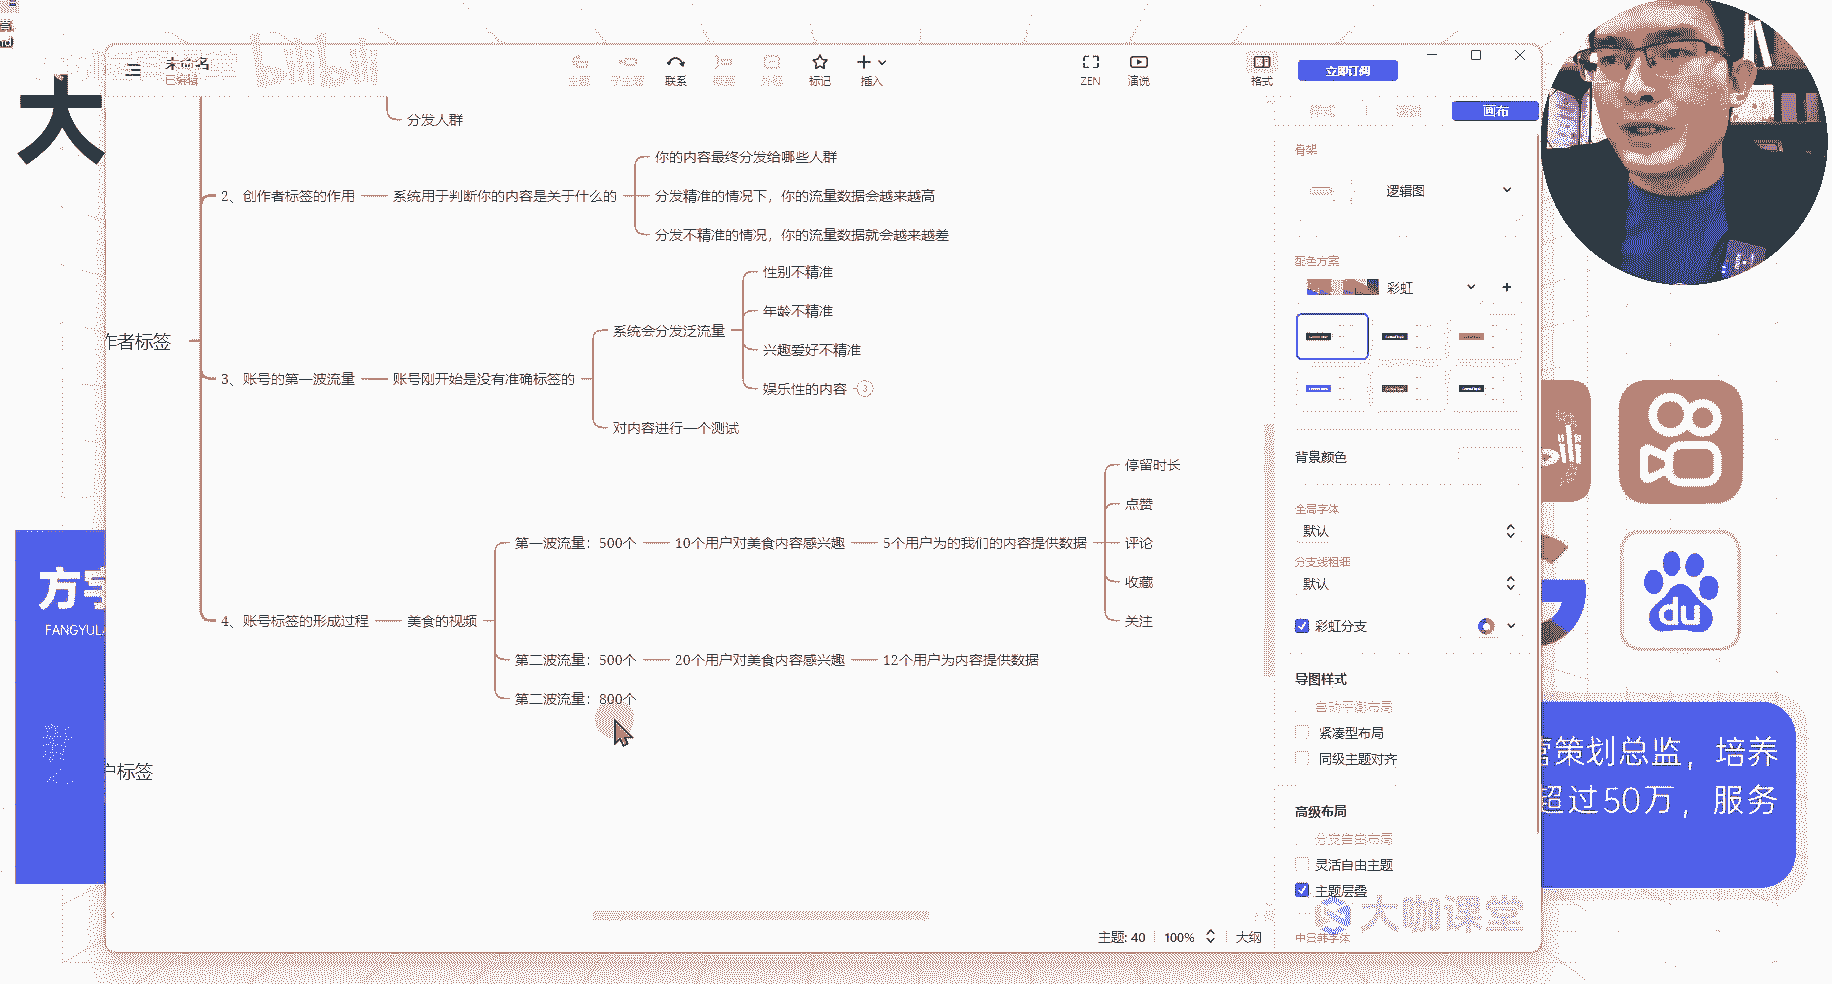 未命名
已编辑
bilibili
主题
子主题
联系
概要
外框
标记
插入
ZEN
演说
格式
立即订阅
大
分发人群
2、创作者标签的作用
系统用于判断你的内容是关于什么的
你的内容最终分发给哪些人群
分发精准的情况下，你的流量数据会越来越高
分发不精准的情况，你的流量数据就会越来越差
作者标签
3、账号的第一波流量
账号刚开始是没有准确标签的
系统会分发泛流量
性别不精准
年龄不精准
兴趣爱好不精准
娱乐性的内容
3
对内容进行一个测试
4、账号标签的形成过程
美食的视频
第一波流量：500个
10个用户对美食内容感兴趣
5个用户为的我们的内容提供数据
停留时长
点赞
评论
收藏
关注
第二波流量：500个
20个用户对美食内容感兴趣
12个用户为内容提供数据
第二波流量：800个
户标签
画布
骨架
逻辑图
配色方案
彩虹
背景颜色
全局字体
默认
分支线粗细
默认
彩虹分支
导图样式
自动平衡布局
紧凑型布局
同级主题对齐
高级布局
分支自由布局
灵活自由主题
主题层叠
中日韩字体
大咖课堂
主题: 40
100%
大纲
方宇
FANGYULA
du
营策划总监，培养
超过50万，服务